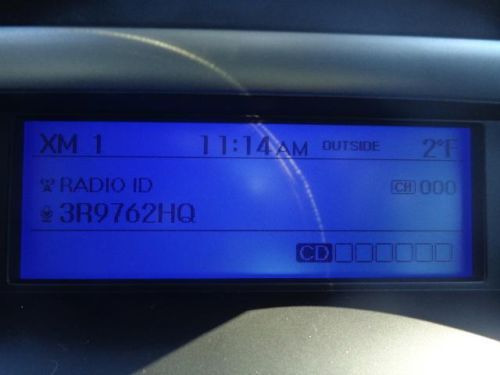 XM 1 11:14AM OUTSIDE 2°F
RADIO ID CH 000
3R9762HQ
CD